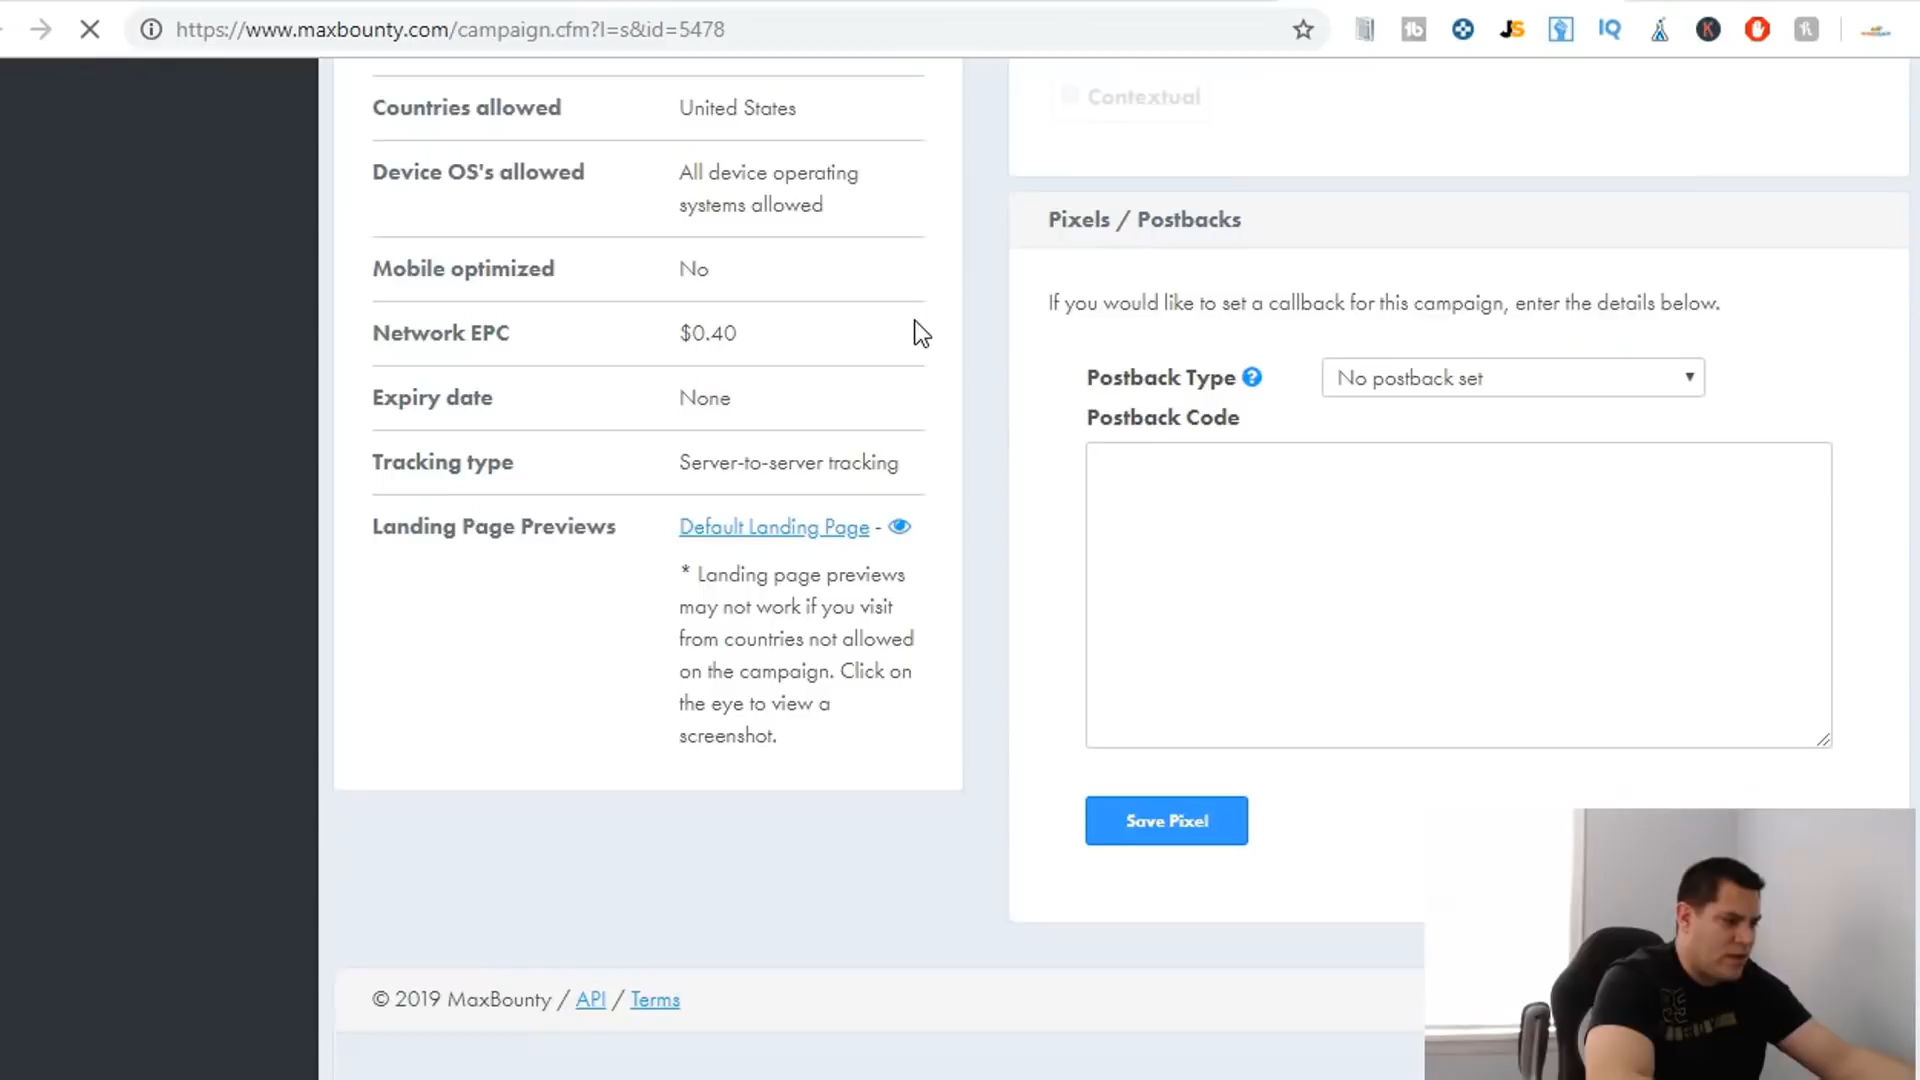 https://www.maxbounty.com/campaign.cfm?l=s&id=5478
Contextual
Countries allowed United States
Device OS's allowed All device operating
systems allowed
Mobile optimized No
Network EPC $0.40
Expiry date None
Tracking type Server-to-server tracking
Landing Page Previews Default Landing Page -
* Landing page previews
may not work if you visit
from countries not allowed
on the campaign. Click on
the eye to view a
screenshot.
Pixels / Postbacks
If you would like to set a callback for this campaign, enter the details below.
Postback Type ? No postback set
Postback Code
Save Pixel
© 2019 MaxBounty / API / Terms